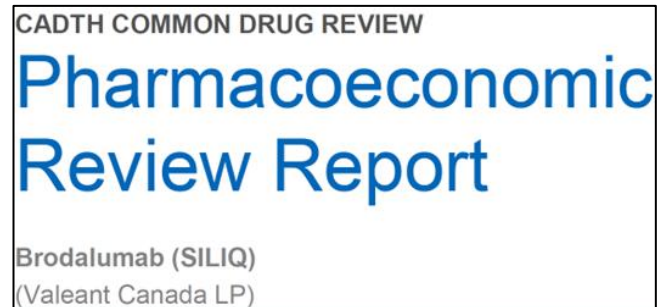 CADTH COMMON DRUG REVIEW
Pharmacoeconomic
Review Report
Brodalumab (SILIQ)
(Valeant Canada LP)